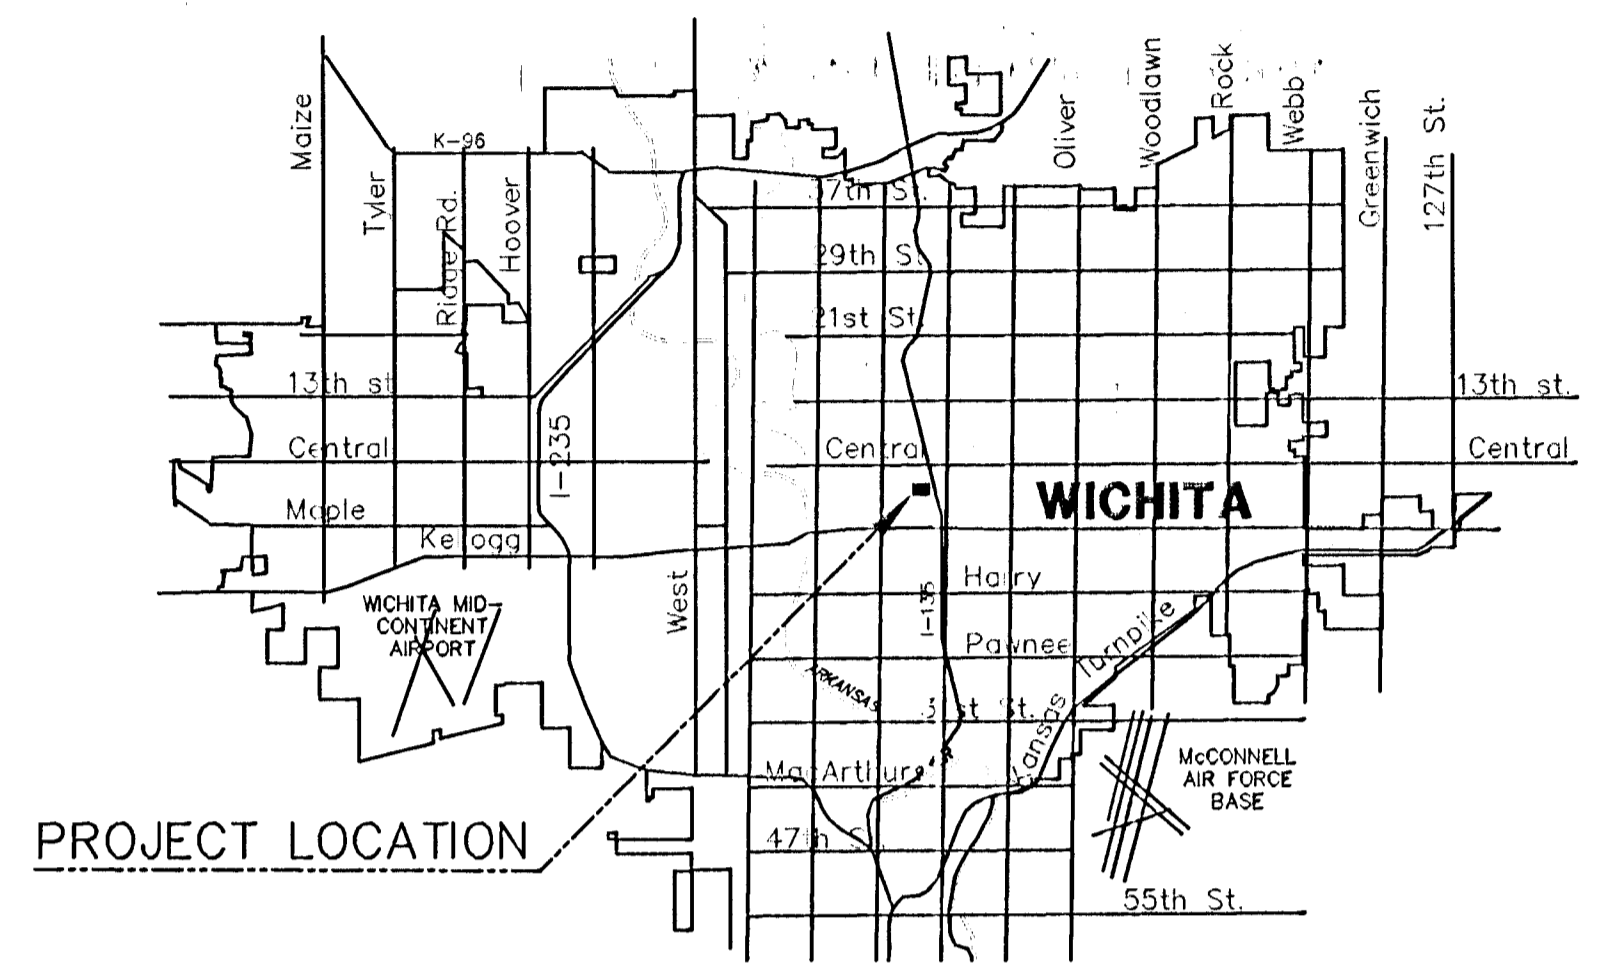 Maize
Tyler
Ridge Rd.
Hoover
K-96
Oliver
Woodlawn
Rock
Webb
Greenwich
127th St.
37th St.
29th St.
21st St.
13th st
13th st.
Central
Central
Central
I-235
Maple
WICHITA
Kellogg
West
I-135
Harry
Pawnee
WICHITA MID-
CONTINENT
AIRPORT
ARKANSAS
31st St.
Kansas Turnpike
MacArthur
McCONNELL
AIR FORCE
BASE
PROJECT LOCATION
47th S
55th St.